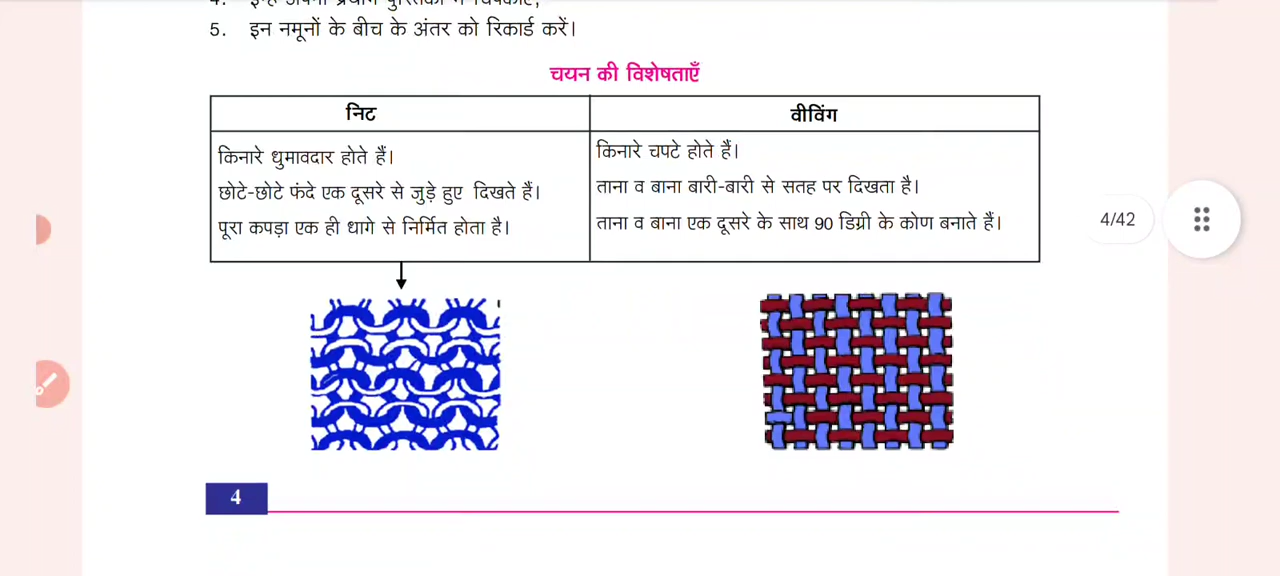 5. इन नमूनों के बीच के अंतर को रिकार्ड करें।
चयन की विशेषताएँ
निट
वीविंग
किनारे धुमावदार होते हैं।
छोटे-छोटे फंदे एक दूसरे से जुड़े हुए दिखते हैं।
पूरा कपड़ा एक ही धागे से निर्मित होता है।
किनारे चपटे होते हैं।
ताना व बाना बारी-बारी से सतह पर दिखता है।
ताना व बाना एक दूसरे के साथ 90 डिग्री के कोण बनाते हैं।
4/42
4